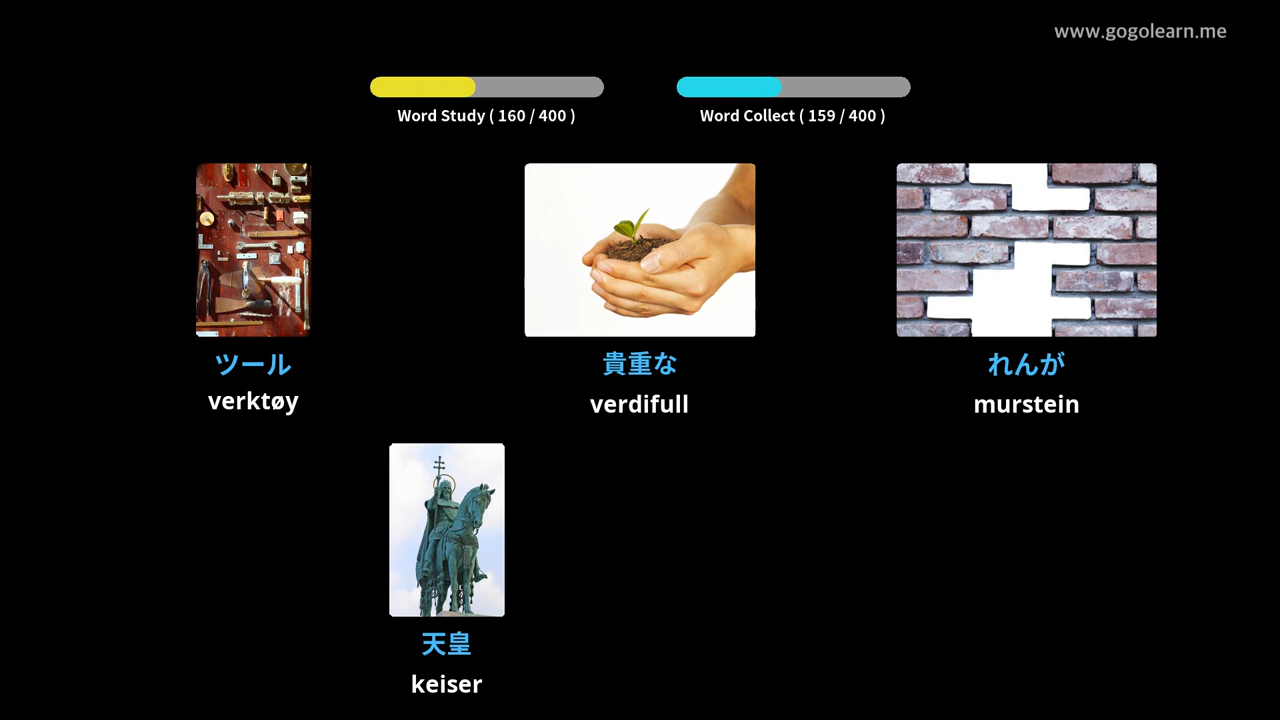 www.gogolearn.me
Word Study ( 160 / 400 )
Word Collect ( 159 / 400 )
ツール
verktøy
貴重な
verdifull
れんが
murstein
天皇
keiser